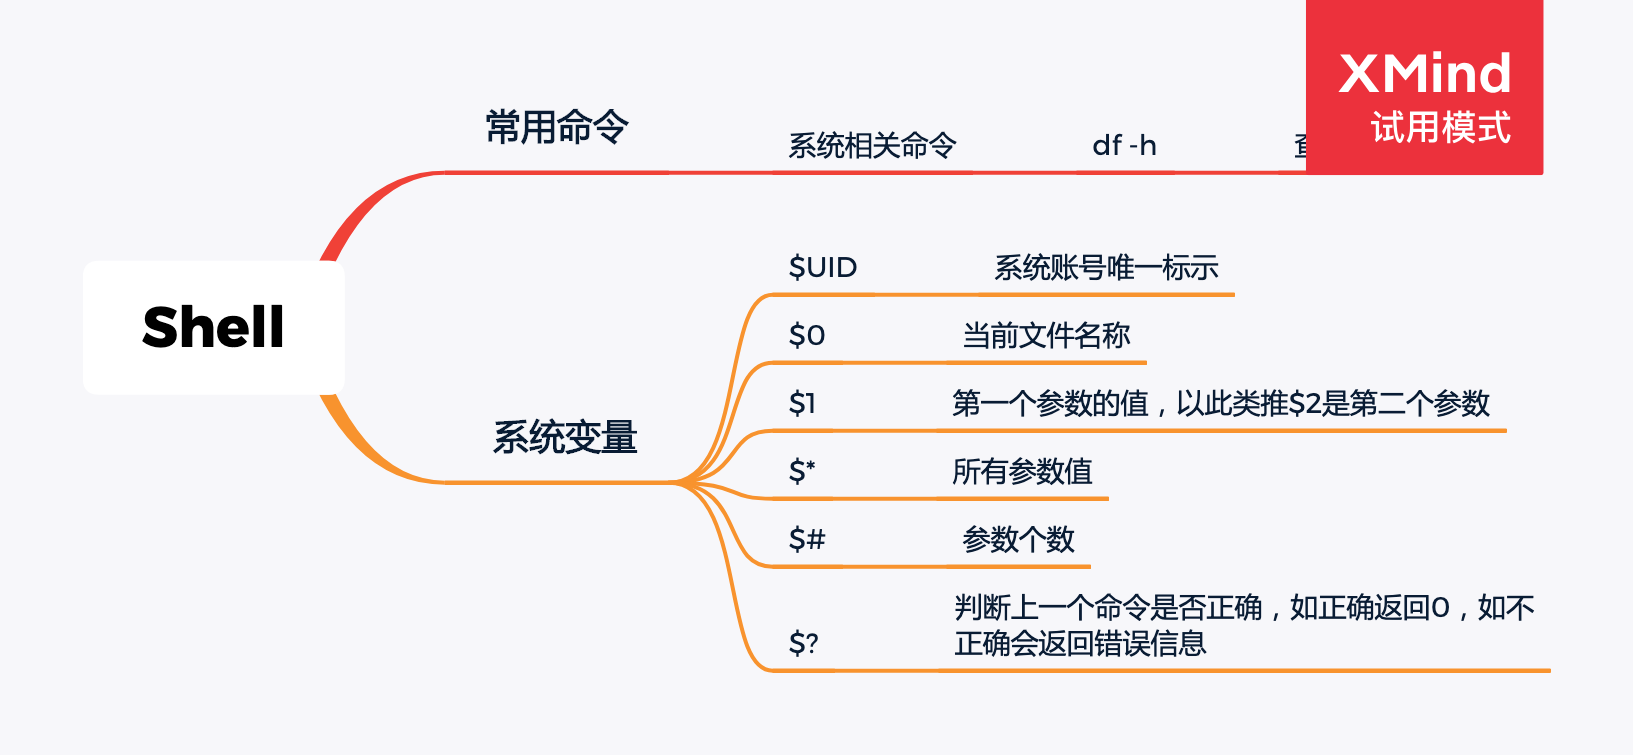 XMind
试用模式
常用命令
系统相关命令
df -h
Shell
系统变量
$UID
系统账号唯一标示
$0
当前文件名称
$1
第一个参数的值，以此类推$2是第二个参数
$*
所有参数值
$#
参数个数
$?
判断上一个命令是否正确，如正确返回0，如不
正确会返回错误信息